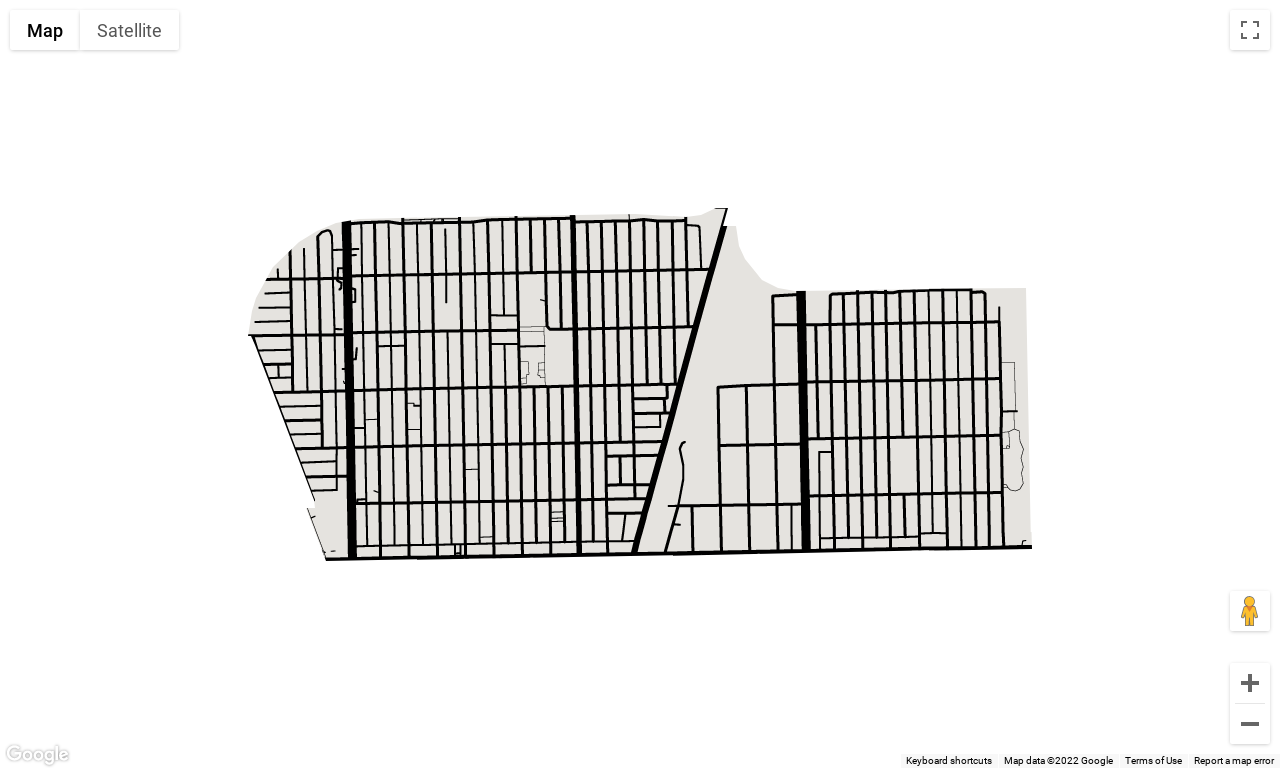 Map
Satellite
Google
Keyboard shortcuts
Map data ©2022 Google
Terms of Use
Report a map error